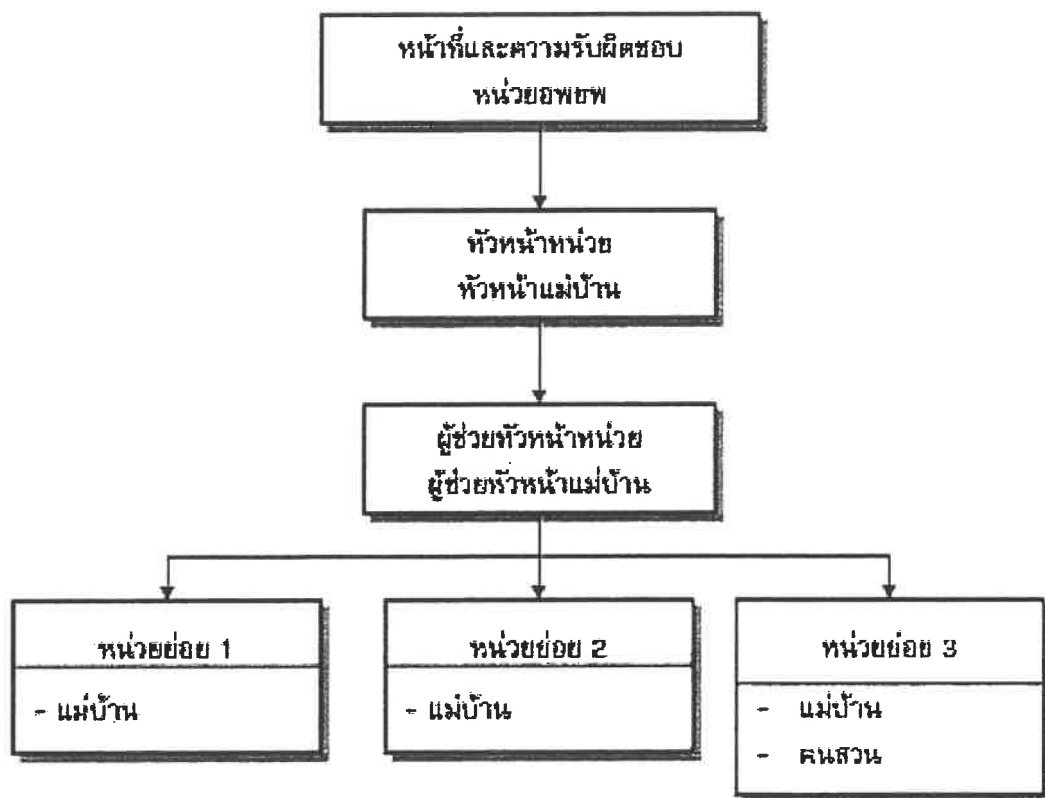 หน้าที่และความรับผิดชอบ
หน่วยอพยพ
หัวหน้าหน่วย
หัวหน้าแม่บ้าน
ผู้ช่วยหัวหน้าหน่วย
ผู้ช่วยหัวหน้าแม่บ้าน
หน่วยย่อย 1
- แม่บ้าน
หน่วยย่อย 2
- แม่บ้าน
หน่วยย่อย 3
- แม่บ้าน
- คนสวน